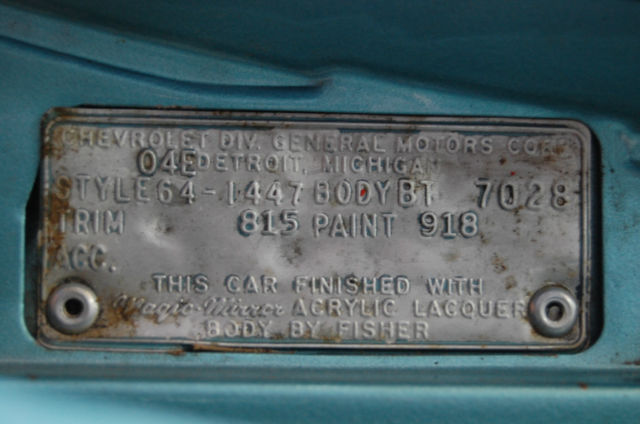 CHEVROLET DIV. GENERAL MOTORS CORP.
04E DETROIT, MICHIGAN
STYLE 64-1447 BODY BT 7028
TRIM 815 PAINT 918
ACC.
THIS CAR FINISHED WITH
Magic-Mirror ACRYLIC LACQUER
BODY BY FISHER